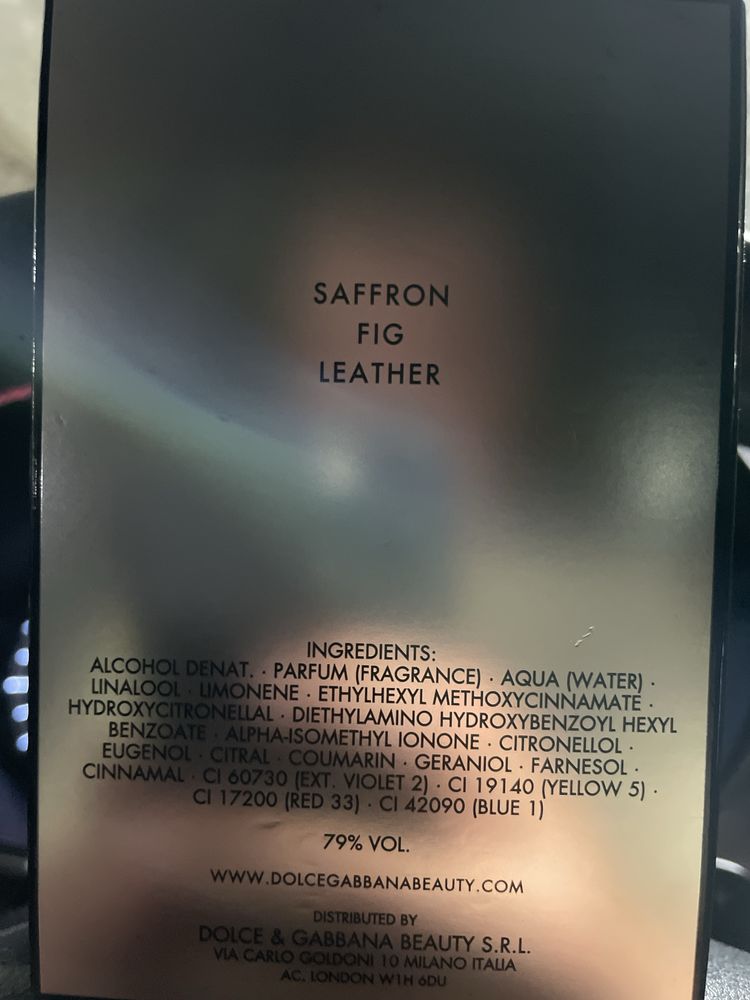 SAFFRON
FIG
LEATHER
INGREDIENTS:
ALCOHOL DENAT. · PARFUM (FRAGRANCE) · AQUA (WATER) ·
LINALOOL · LIMONENE · ETHYLHEXYL METHOXYCINNAMATE ·
HYDROXYCITRONELLAL · DIETHYLAMINO HYDROXYBENZOYL HEXYL
BENZOATE · ALPHA-ISOMETHYL IONONE · CITRONELLOL ·
EUGENOL · CITRAL · COUMARIN · GERANIOL · FARNESOL ·
CINNAMAL · CI 60730 (EXT. VIOLET 2) · CI 19140 (YELLOW 5) ·
CI 17200 (RED 33) · CI 42090 (BLUE 1)
79% VOL.
WWW.DOLCEGABBANABEAUTY.COM
DISTRIBUTED BY
DOLCE & GABBANA BEAUTY S.R.L.
VIA CARLO GOLDONI 10 MILANO ITALIA
AC. LONDON W1H 6DU